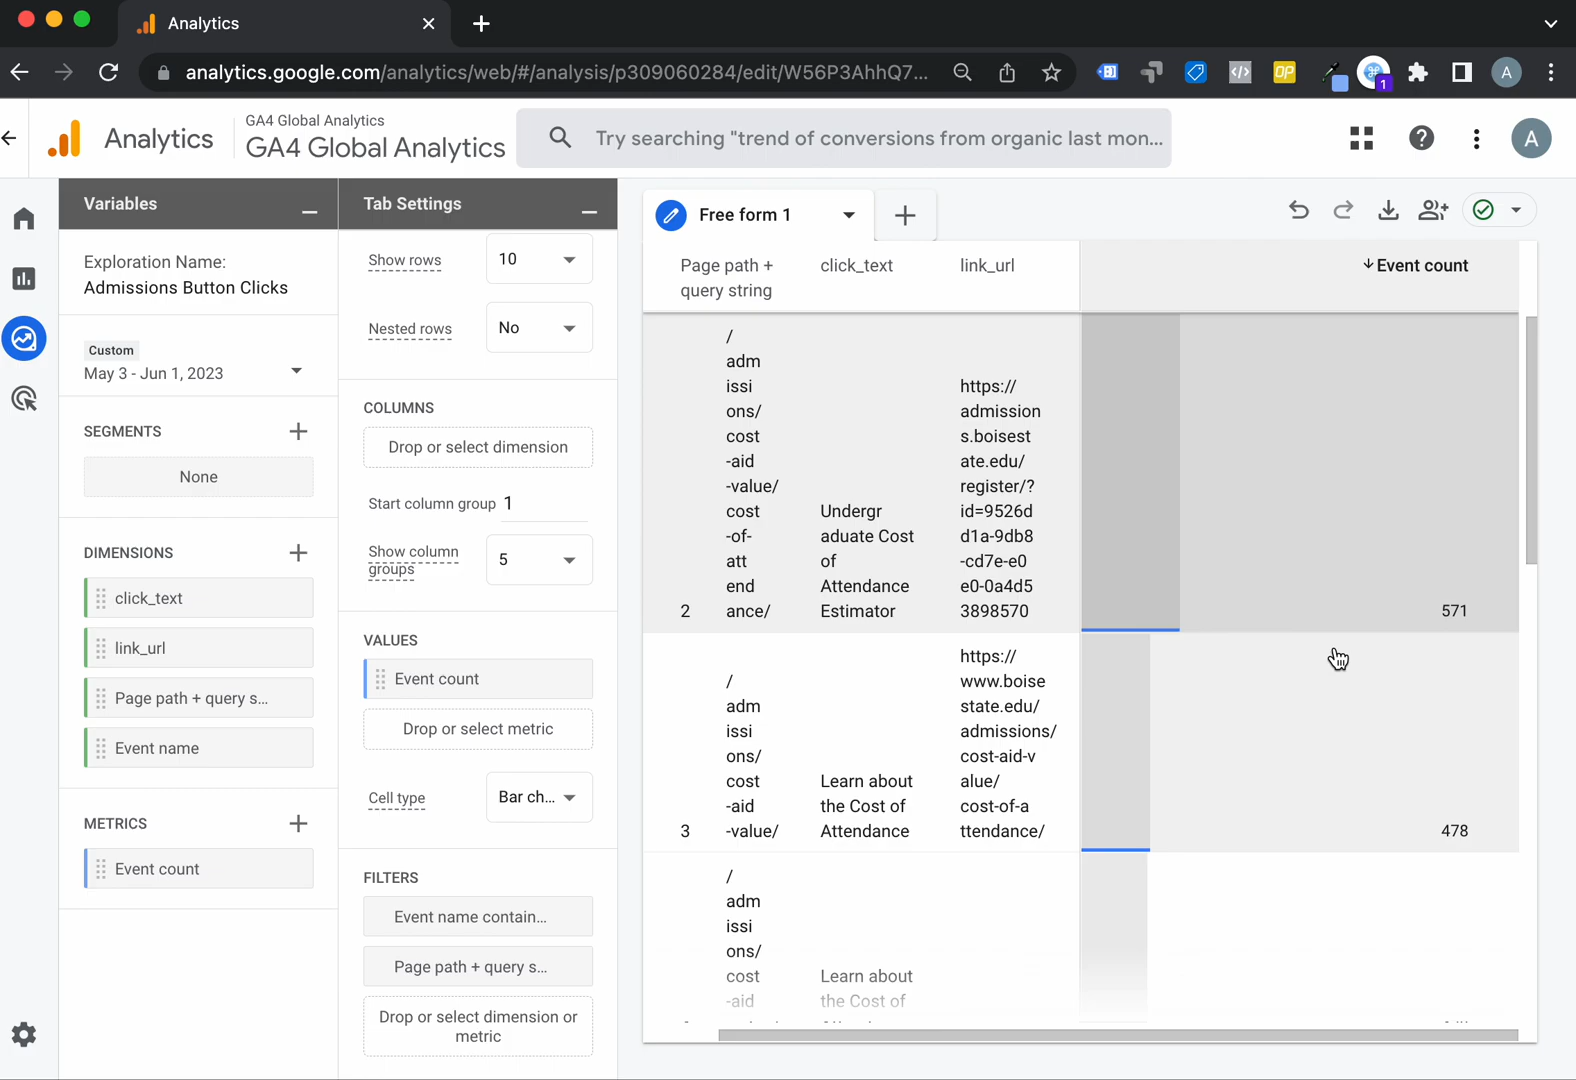 Analytics
analytics.google.com/analytics/web/#/analysis/p309060284/edit/W56P3AhhQ7...
OP
1
A
Analytics
GA4 Global Analytics
GA4 Global Analytics
Try searching "trend of conversions from organic last mon...
A
Variables
Exploration Name:
Admissions Button Clicks
Custom
May 3 - Jun 1, 2023
SEGMENTS
None
DIMENSIONS
click_text
link_url
Page path + query s...
Event name
METRICS
Event count
Tab Settings
Show rows
10
Nested rows
No
COLUMNS
Drop or select dimension
Start column group 1
Show column
groups
5
VALUES
Event count
Drop or select metric
Cell type
Bar ch...
FILTERS
Event name contain...
Page path + query s...
Drop or select dimension or
metric
Free form 1
Page path +
query string
click_text
link_url
Event count
2
/
adm
issi
ons/
cost
-aid
-value/
cost
-of-
att
end
ance/
Undergr
aduate Cost
of
Attendance
Estimator
https://
admission
s.boisest
ate.edu/
register/?
id=9526d
d1a-9db8
-cd7e-e0
e0-0a4d5
3898570
571
3
/
adm
issi
ons/
cost
-aid
-value/
Learn about
the Cost of
Attendance
https://
www.boise
state.edu/
admissions/
cost-aid-v
alue/
cost-of-a
ttendance/
478
/
adm
issi
ons/
cost
-aid
Learn about
the Cost of